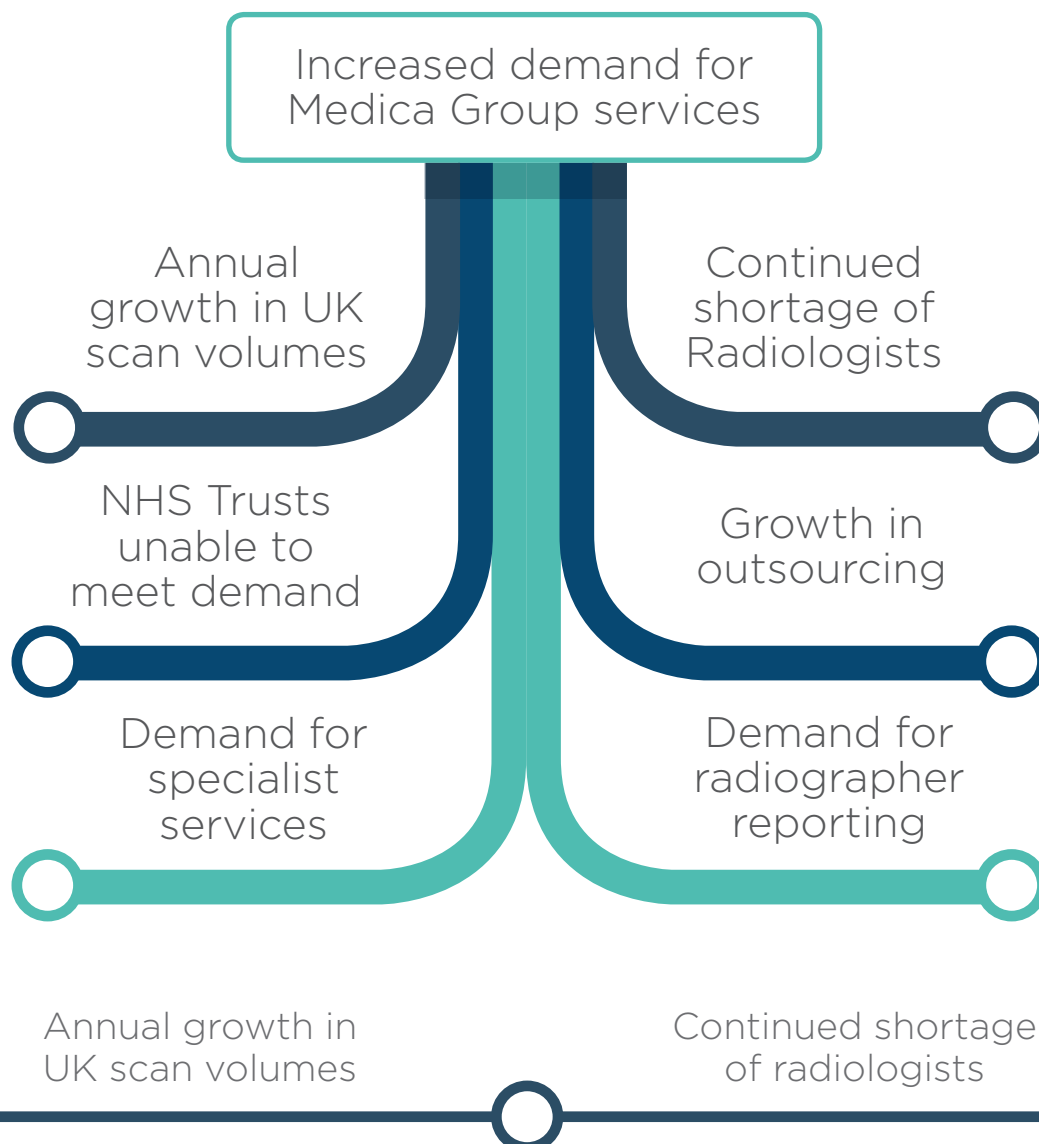 Increased demand for
Medica Group services
Annual
growth in UK
scan volumes
Continued
shortage of
Radiologists
NHS Trusts
unable to
meet demand
Growth in
outsourcing
Demand for
specialist
services
Demand for
radiographer
reporting
Annual growth in
UK scan volumes
Continued shortage
of radiologists